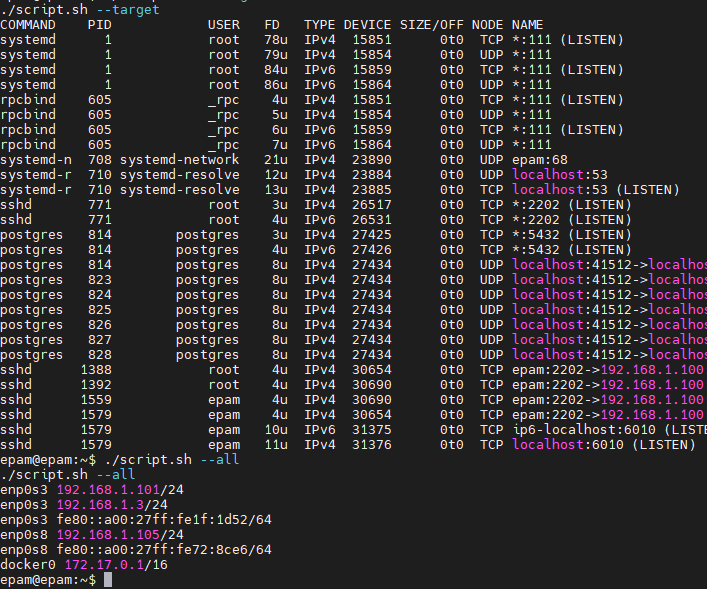 ./script.sh --target
COMMAND    PID            USER   FD   TYPE DEVICE SIZE/OFF NODE NAME
systemd      1            root   78u  IPv4  15851      0t0  TCP *:111 (LISTEN)
systemd      1            root   79u  IPv4  15854      0t0  UDP *:111
systemd      1            root   84u  IPv6  15859      0t0  TCP *:111 (LISTEN)
systemd      1            root   86u  IPv6  15864      0t0  UDP *:111
rpcbind    605            _rpc    4u  IPv4  15851      0t0  TCP *:111 (LISTEN)
rpcbind    605            _rpc    5u  IPv4  15854      0t0  UDP *:111
rpcbind    605            _rpc    6u  IPv6  15859      0t0  TCP *:111 (LISTEN)
rpcbind    605            _rpc    7u  IPv6  15864      0t0  UDP *:111
systemd-n  708 systemd-network   21u  IPv4  23890      0t0  UDP epam:68
systemd-r  710 systemd-resolve   12u  IPv4  23884      0t0  UDP localhost:53
systemd-r  710 systemd-resolve   13u  IPv4  23885      0t0  TCP localhost:53 (LISTEN)
sshd       771            root    3u  IPv4  26517      0t0  TCP *:2202 (LISTEN)
sshd       771            root    4u  IPv6  26531      0t0  TCP *:2202 (LISTEN)
postgres   814        postgres    3u  IPv4  27425      0t0  TCP *:5432 (LISTEN)
postgres   814        postgres    4u  IPv6  27426      0t0  TCP *:5432 (LISTEN)
postgres   814        postgres    8u  IPv4  27434      0t0  UDP localhost:41512->localhos
postgres   823        postgres    8u  IPv4  27434      0t0  UDP localhost:41512->localhos
postgres   824        postgres    8u  IPv4  27434      0t0  UDP localhost:41512->localhos
postgres   825        postgres    8u  IPv4  27434      0t0  UDP localhost:41512->localhos
postgres   826        postgres    8u  IPv4  27434      0t0  UDP localhost:41512->localhos
postgres   827        postgres    8u  IPv4  27434      0t0  UDP localhost:41512->localhos
postgres   828        postgres    8u  IPv4  27434      0t0  UDP localhost:41512->localhos
sshd      1388            root    4u  IPv4  30654      0t0  TCP epam:2202->192.168.1.100
sshd      1392            root    4u  IPv4  30690      0t0  TCP epam:2202->192.168.1.100
sshd      1559            epam    4u  IPv4  30690      0t0  TCP epam:2202->192.168.1.100
sshd      1579            epam    4u  IPv4  30654      0t0  TCP epam:2202->192.168.1.100
sshd      1579            epam   10u  IPv6  31375      0t0  TCP ip6-localhost:6010 (LISTE
sshd      1579            epam   11u  IPv4  31376      0t0  TCP localhost:6010 (LISTEN)
epam@epam:~$ ./script.sh --all
./script.sh --all
enp0s3 192.168.1.101/24
enp0s3 192.168.1.3/24
enp0s3 fe80::a00:27ff:fe1f:1d52/64
enp0s8 192.168.1.105/24
enp0s8 fe80::a00:27ff:fe72:8ce6/64
docker0 172.17.0.1/16
epam@epam:~$